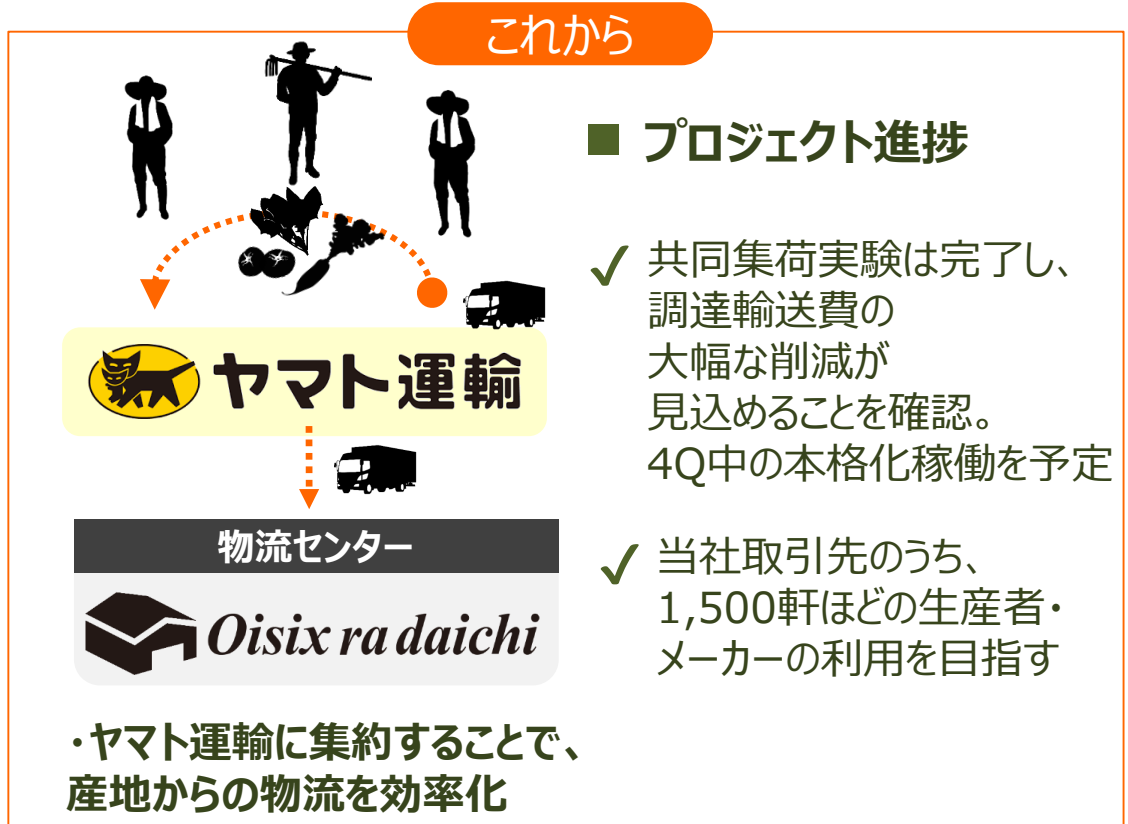 これから
ヤマト運輸
物流センター
Oisix ra daichi
・ヤマト運輸に集約することで、
産地からの物流を効率化
■ プロジェクト進捗
✓ 共同集荷実験は完了し、
調達輸送費の
大幅な削減が
見込めることを確認。
4Q中の本格化稼働を予定
✓ 当社取引先のうち、
1,500軒ほどの生産者・
メーカーの利用を目指す